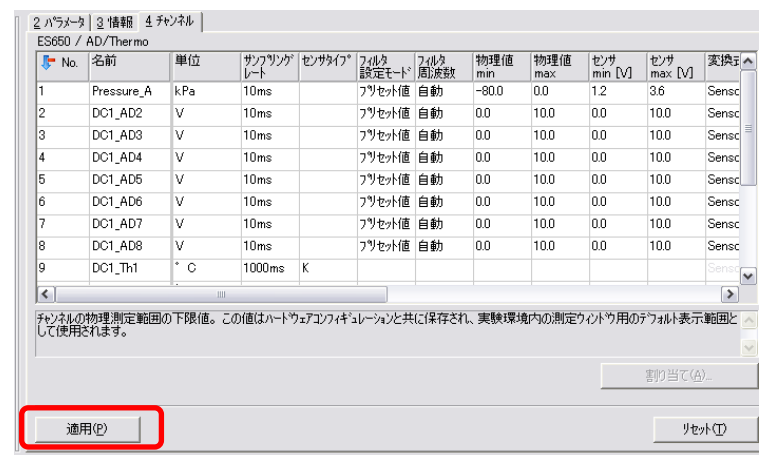 2 ﾊﾟﾗﾒｰﾀ 3 情報 4 ﾁｬﾝﾈﾙ
ES650 / AD/Thermo
No. 名前 単位 ｻﾝﾌﾟﾘﾝｸﾞﾚｰﾄ ｾﾝｻﾀｲﾌﾟ ﾌｨﾙﾀ設定ﾓｰﾄﾞ ﾌｨﾙﾀ周波数 物理値min 物理値max ｾﾝｻmin [V] ｾﾝｻmax [V] 変換
1 Pressure_A kPa 10ms ﾌﾟﾘｾｯﾄ値 自動 -80.0 0.0 1.2 3.6 Senso
2 DC1_AD2 V 10ms ﾌﾟﾘｾｯﾄ値 自動 0.0 10.0 0.0 10.0 Senso
3 DC1_AD3 V 10ms ﾌﾟﾘｾｯﾄ値 自動 0.0 10.0 0.0 10.0 Senso
4 DC1_AD4 V 10ms ﾌﾟﾘｾｯﾄ値 自動 0.0 10.0 0.0 10.0 Senso
5 DC1_AD5 V 10ms ﾌﾟﾘｾｯﾄ値 自動 0.0 10.0 0.0 10.0 Senso
6 DC1_AD6 V 10ms ﾌﾟﾘｾｯﾄ値 自動 0.0 10.0 0.0 10.0 Senso
7 DC1_AD7 V 10ms ﾌﾟﾘｾｯﾄ値 自動 0.0 10.0 0.0 10.0 Senso
8 DC1_AD8 V 10ms ﾌﾟﾘｾｯﾄ値 自動 0.0 10.0 0.0 10.0 Senso
9 DC1_Th1 ° C 1000ms K Senso
ﾁｬﾝﾈﾙの物理測定範囲の下限値。この値はﾊｰﾄﾞｳｪｱｺﾝﾌｨｷﾞｭﾚｰｼｮﾝと共に保存され、実験環境内の測定ｳｨﾝﾄﾞｳ用のﾃﾞﾌｫﾙﾄ表示範囲と
して使用されます。
割り当て(A)...
適用(P) ﾘｾｯﾄ(T)